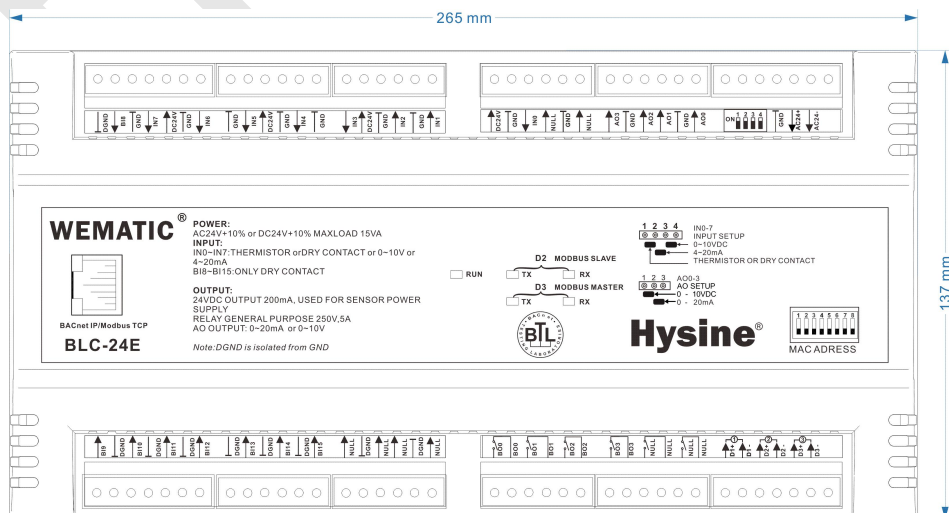 265 mm
DGND BI8 GND IN7 DC24V IN6 GND IN5 DC24V GND IN4 GND IN3 DC24V GND IN2 GND IN1
DC24V GND IN0 NULL GND NULL AO3 GND AO2 AO1 GND AO0 ON 1 2 3 4 GND AC24+ AC24-
WEMATIC®
BACnet IP/Modbus TCP
BLC-24E
POWER:
AC24V+10% or DC24V+10% MAXLOAD 15VA
INPUT:
IN0~IN7:THERMISTOR orDRY CONTACT or 0~10V or
4~20mA
BI8~BI15:ONLY DRY CONTACT
OUTPUT:
24VDC OUTPUT 200mA, USED FOR SENSOR POWER
SUPPLY
RELAY GENERAL PURPOSE 250V,5A
AO OUTPUT: 0~20mA or 0~10V
Note:DGND is isolated from GND
RUN
D2 MODBUS SLAVE
TX RX
D3 MODBUS MASTER
TX RX
BACnet
BTL
TESTING LABORATORIES
1 2 3 4 IN0-7
INPUT SETUP
0~10VDC
4~20mA
THERMISTOR OR DRY CONTACT
1 2 3 AO0-3
AO SETUP
0 - 10VDC
0 - 20mA
Hysine®
1 2 3 4 5 6 7 8
MAC ADRESS
137 mm
BI9 DGND BI10 DGND BI11 DGND BI12 DGND BI13 DGND BI14 DGND BI15 NULL DGND NULL NULL DGND NULL
BO0 BO0 BO1 BO1 BO2 BO2 BO3 BO3 NULL NULL NULL NULL 1 D1+ D1- 2 D2+ D2- 3 D3+ D3-